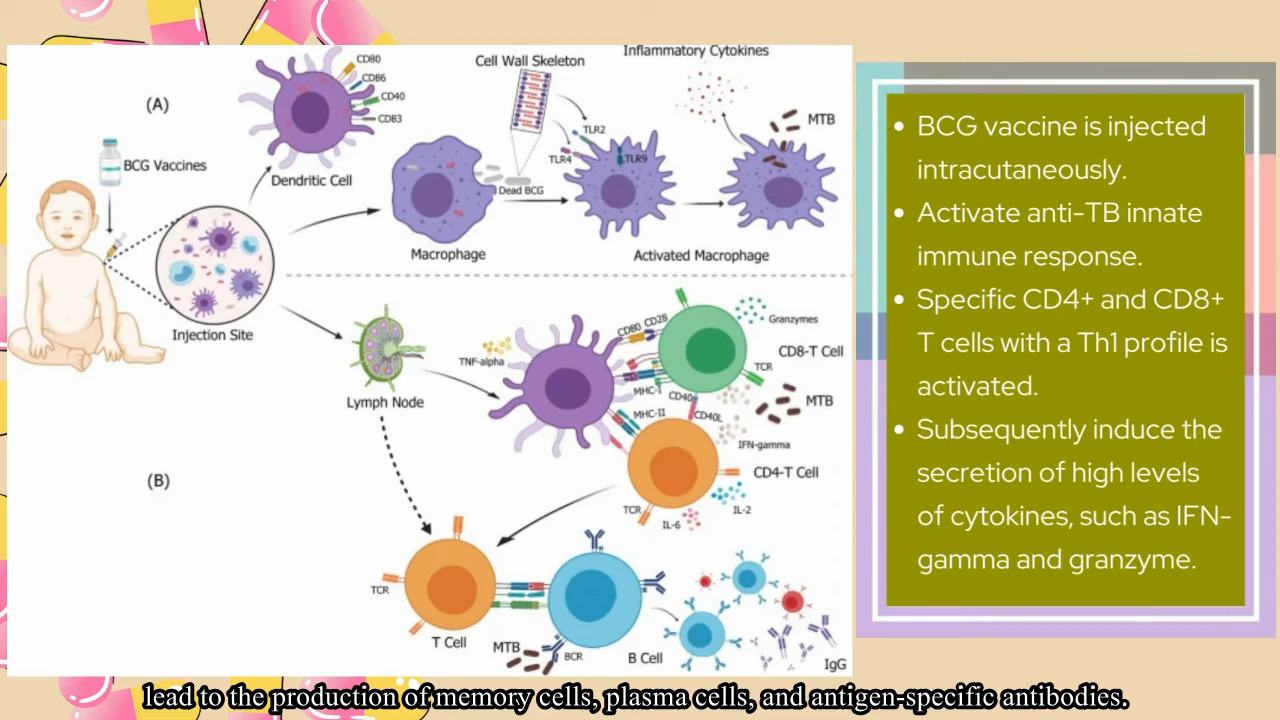 (A)
BCG Vaccines
Injection Site
CD80
CD86
CD40
CD83
Dendritic Cell
Macrophage
Cell Wall Skeleton
Dead BCG
TLR2
TLR4
TLR9
Inflammatory Cytokines
MTB
Activated Macrophage
(B)
Lymph Node
TNF-alpha
CD80
CD28
Granzymes
CD8-T Cell
TCR
MHC-I
CD40
MTB
MHC-II
CD40L
IFN-gamma
CD4-T Cell
TCR
IL-6
IL-2
TCR
T Cell
MTB
BCR
B Cell
IgG
• BCG vaccine is injected
intracutaneously.
• Activate anti-TB innate
immune response.
• Specific CD4+ and CD8+
T cells with a Th1 profile is
activated.
• Subsequently induce the
secretion of high levels
of cytokines, such as IFN-
gamma and granzyme.
lead to the production of memory cells, plasma cells, and antigen-specific antibodies.